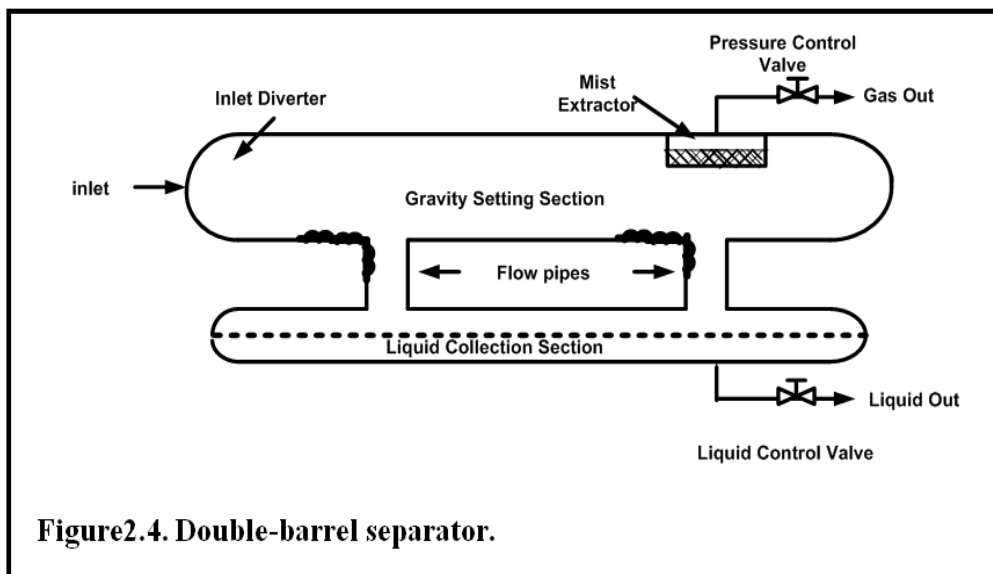 Pressure Control
Valve
Mist
Extractor
Gas Out
Inlet Diverter
inlet
Gravity Setting Section
Flow pipes
Liquid Collection Section
Liquid Out
Liquid Control Valve
Figure2.4. Double-barrel separator.